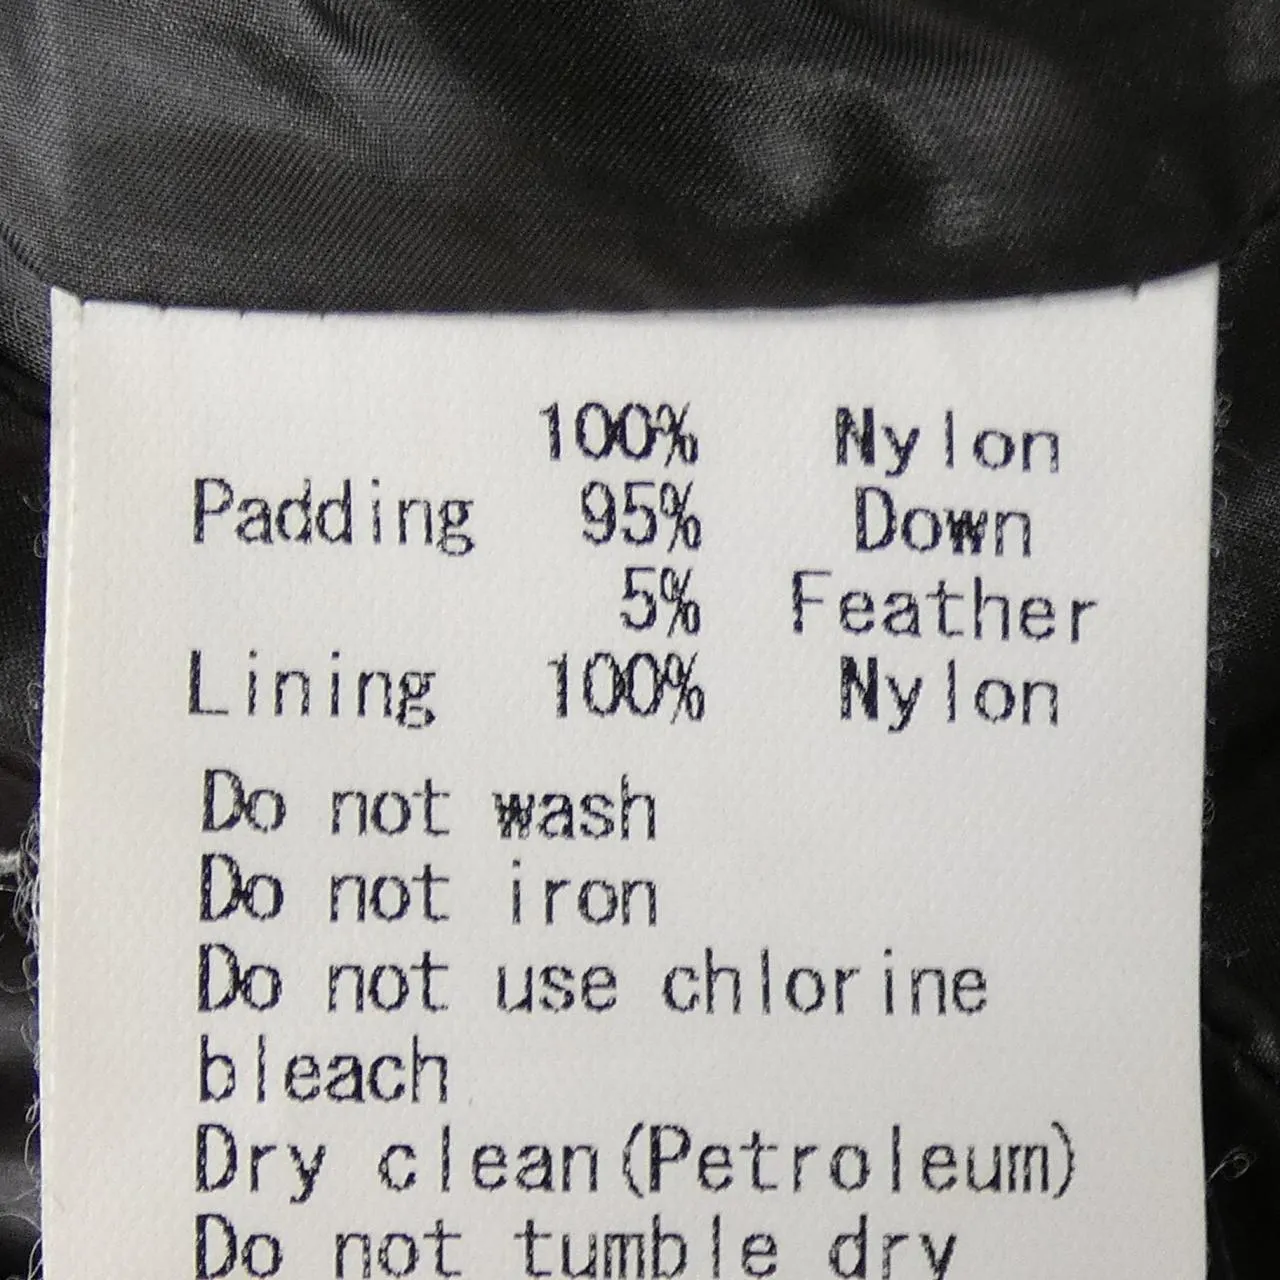 100% Nylon
Padding 95% Down
5% Feather
Lining 100% Nylon
Do not wash
Do not iron
Do not use chlorine
bleach
Dry clean(Petroleum)
Do not tumble dry